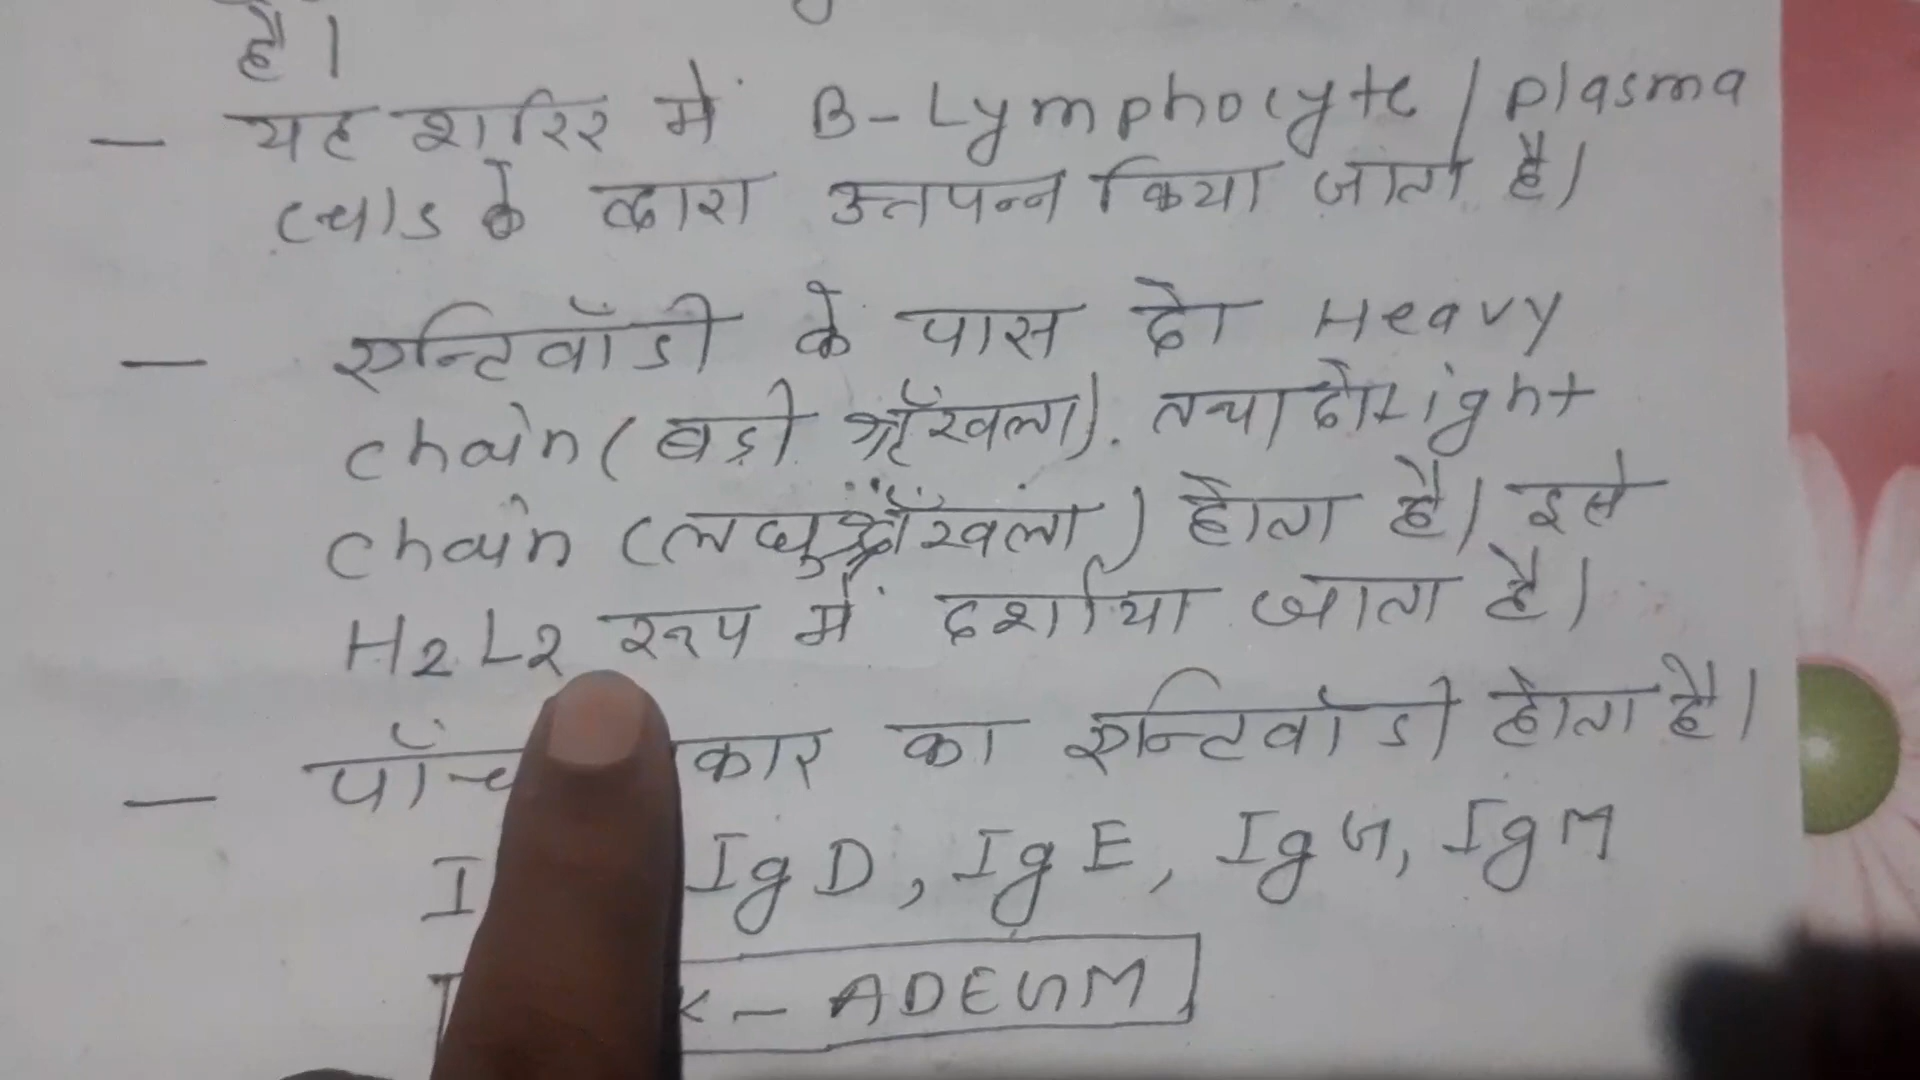 है।
- यह शरिर में B-Lymphocyte / plasma
cells के द्वारा उत्तपन्न किया जाता है।
- एन्टिबॉडी के पास दो Heavy
chain (बड़ी श्रृँखला). तथा दो Light
chain (लघु श्रृँखला) होता है। इसे
H2L2 रूप में दर्शाया जाता है।
- पाँच कार का एन्टिबॉडी होता है।
I IgD, IgE, IgG, IgM
K - ADEGM